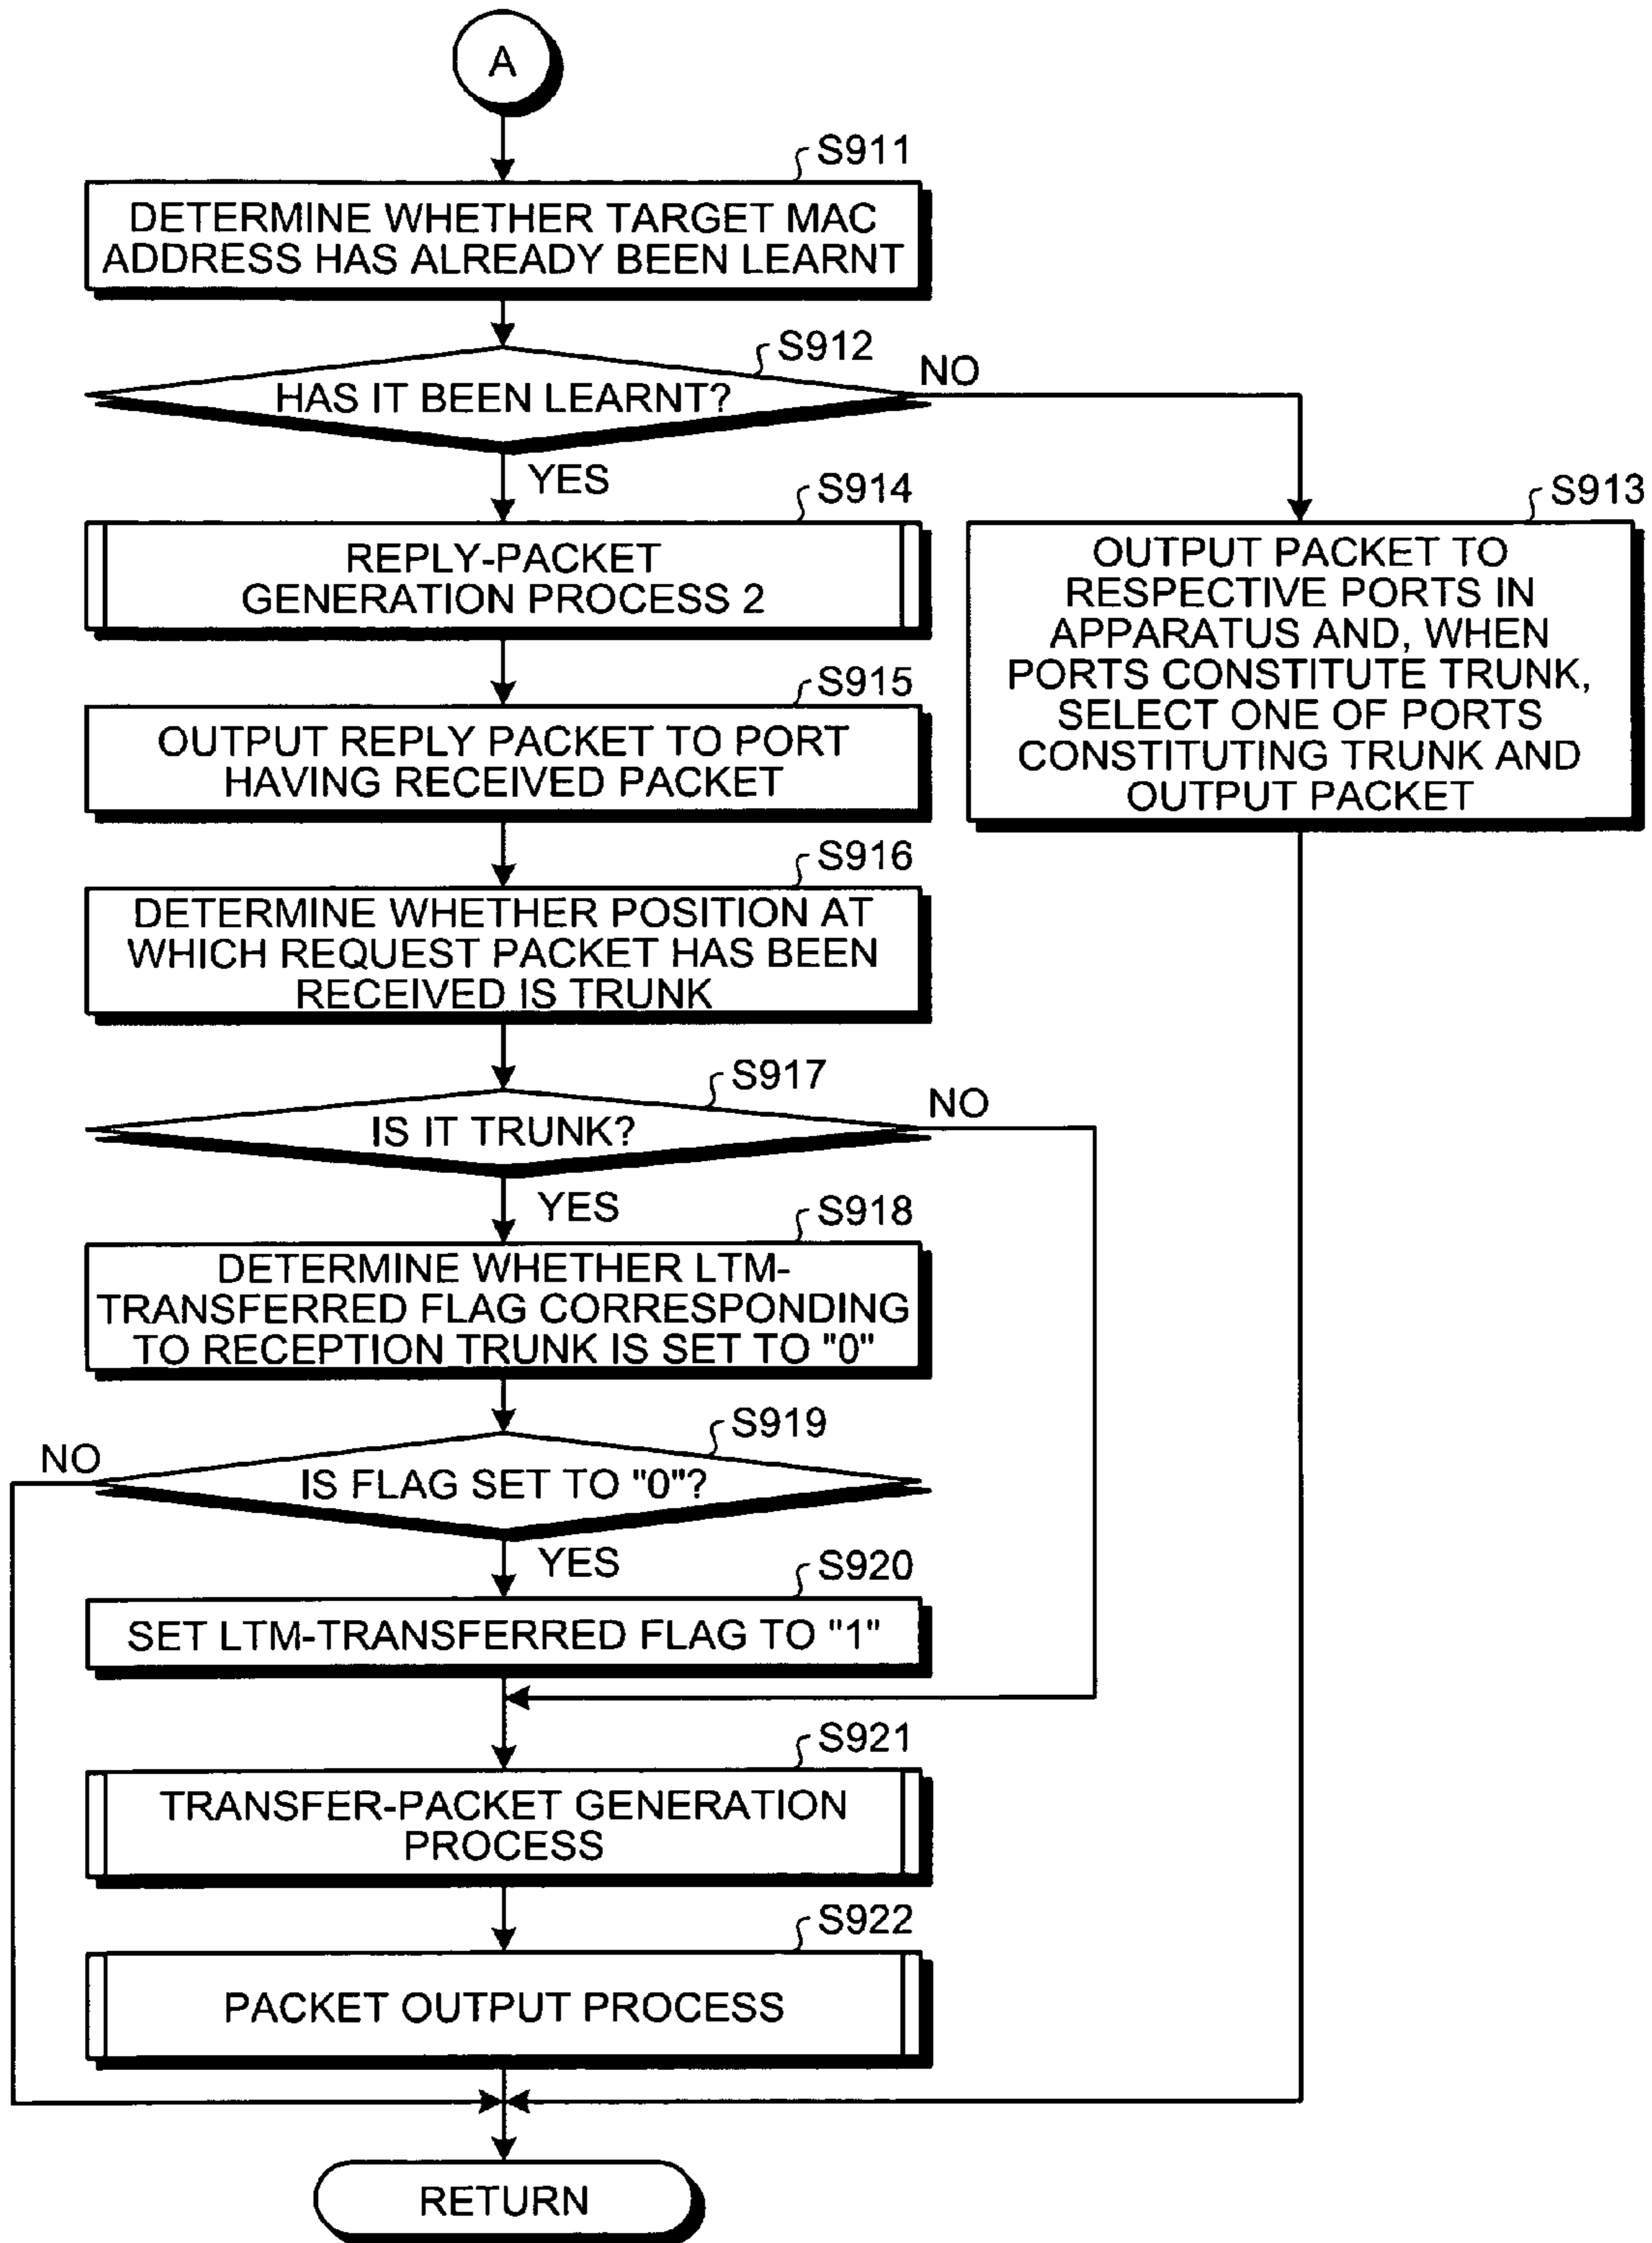 A
S911
DETERMINE WHETHER TARGET MAC
ADDRESS HAS ALREADY BEEN LEARNT
S912
HAS IT BEEN LEARNT?
NO
YES
S914
REPLY-PACKET
GENERATION PROCESS 2
S913
OUTPUT PACKET TO
RESPECTIVE PORTS IN
APPARATUS AND, WHEN
PORTS CONSTITUTE TRUNK,
SELECT ONE OF PORTS
CONSTITUTING TRUNK AND
OUTPUT PACKET
S915
OUTPUT REPLY PACKET TO PORT
HAVING RECEIVED PACKET
S916
DETERMINE WHETHER POSITION AT
WHICH REQUEST PACKET HAS BEEN
RECEIVED IS TRUNK
S917
IS IT TRUNK?
NO
YES
S918
DETERMINE WHETHER LTM-
TRANSFERRED FLAG CORRESPONDING
TO RECEPTION TRUNK IS SET TO "0"
S919
NO
IS FLAG SET TO "0"?
YES
S920
SET LTM-TRANSFERRED FLAG TO "1"
S921
TRANSFER-PACKET GENERATION
PROCESS
S922
PACKET OUTPUT PROCESS
RETURN